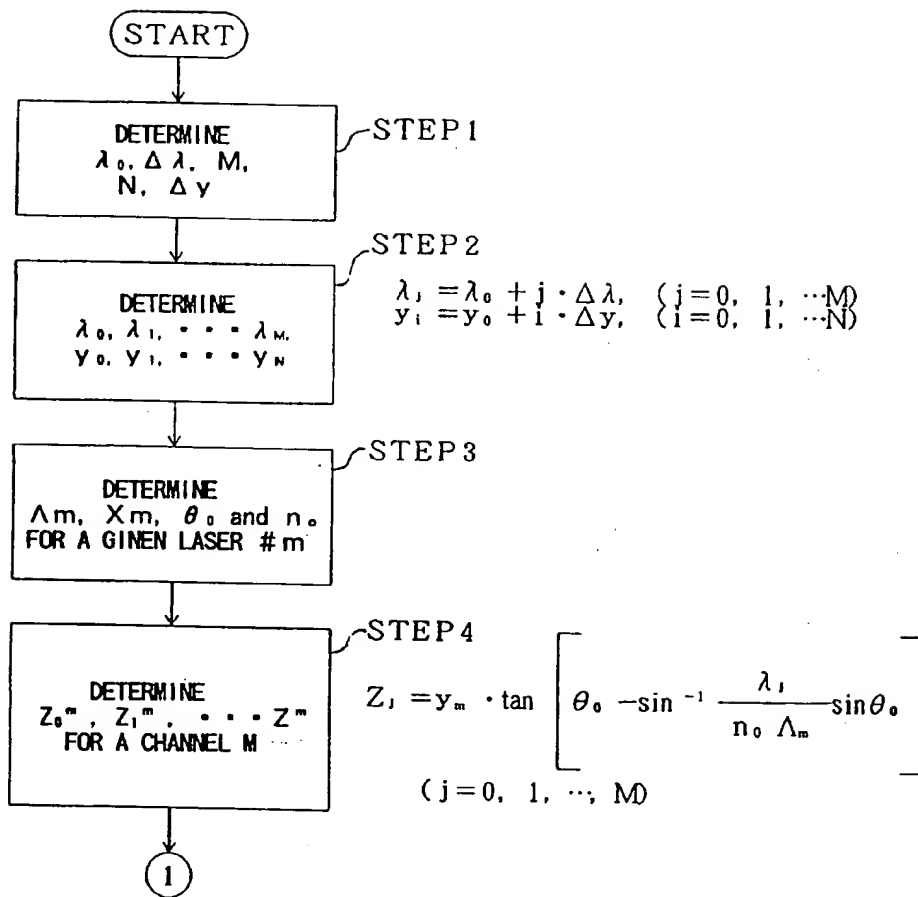 START
STEP1
DETERMINE
λ₀, Δλ, M,
N, Δy
STEP2
DETERMINE
λ₀, λ₁, ・・・ λM,
y₀, y₁, ・・・ yN
λj = λ₀ + j・Δλ, (j=0, 1, …M)
yi = y₀ + i・Δy, (i=0, 1, …N)
STEP3
DETERMINE
Λm, Xm, θ₀ and n₀
FOR A GINEN LASER #m
STEP4
DETERMINE
Z₀ᵐ, Z₁ᵐ, ・・・Zᵐ
FOR A CHANNEL M
Zj = ym・tan [θ₀ −sin⁻¹ λj / n₀ Λm sinθ₀]
(j=0, 1, …, M)
1